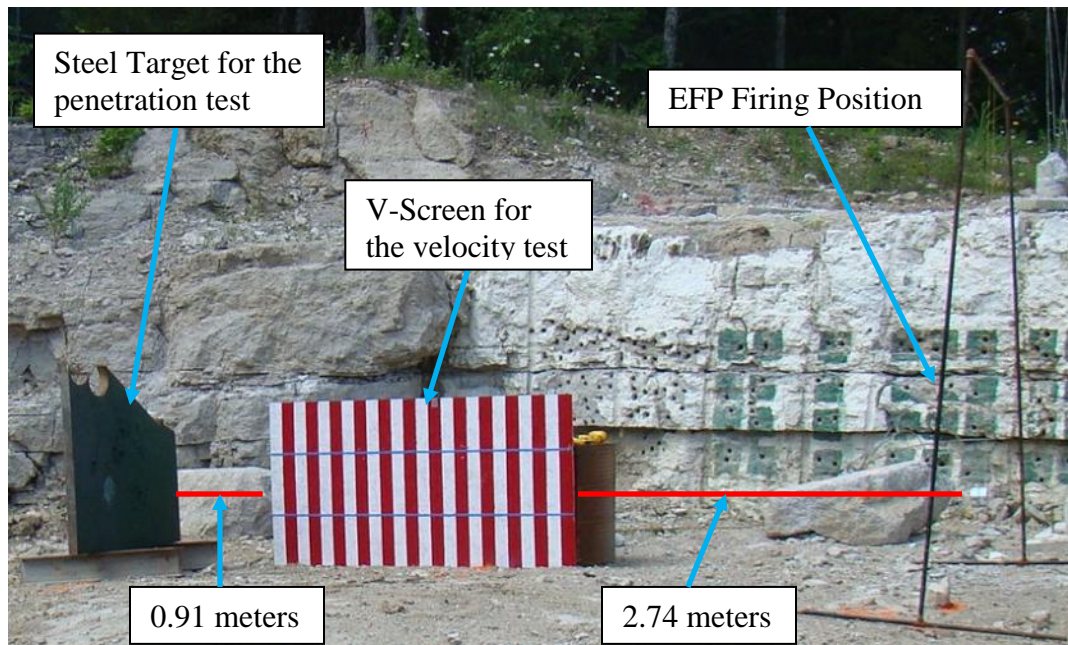 Steel Target for the
penetration test
EFP Firing Position
V-Screen for
the velocity test
0.91 meters
2.74 meters